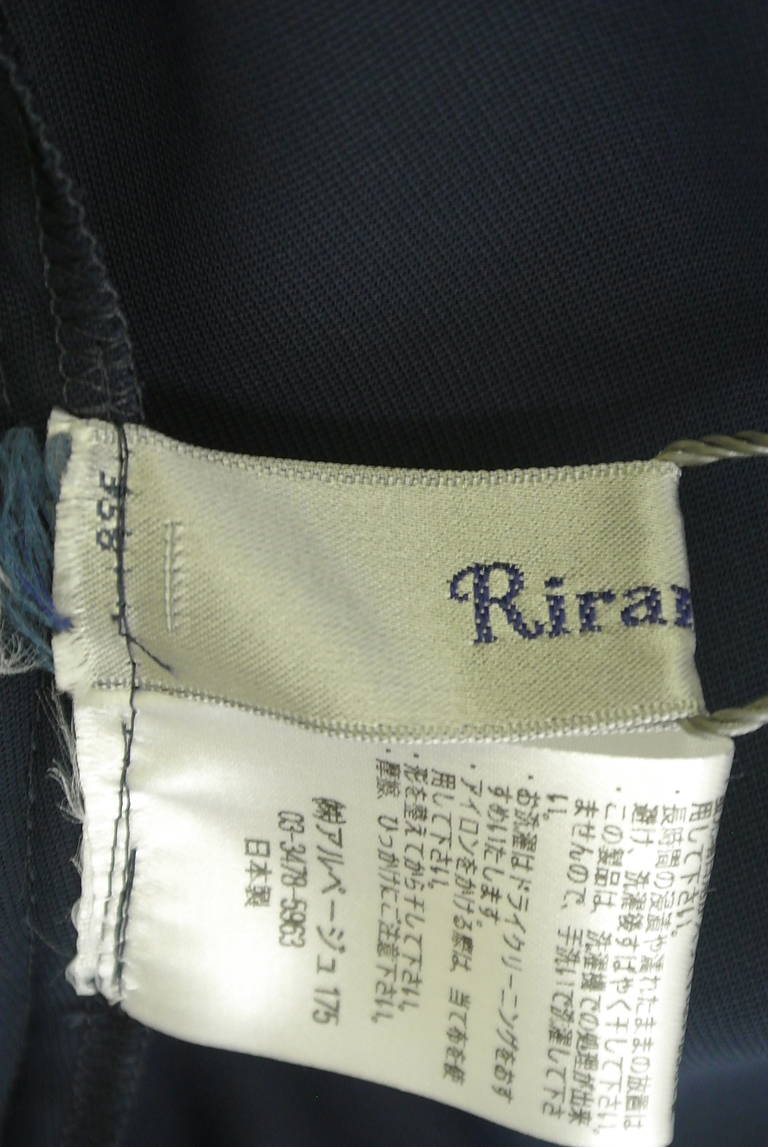 36g
Riran
用して下さい。
・長時間の浸漬や濡れたままの放置は
避け、洗濯後すばやく干して下さい。
・この製品は、洗濯機での処理が出来
ませんので、手洗いで洗濯して下さ
い。
・お洗濯はドライクリーニングをおす
すめいたします。
・アイロンをかける際は、当て布を使
用して下さい。
・形を整えてから干して下さい。
・摩擦、ひっかけにご注意下さい。
㈱アルページュ 175
03-3478-5963
日本製